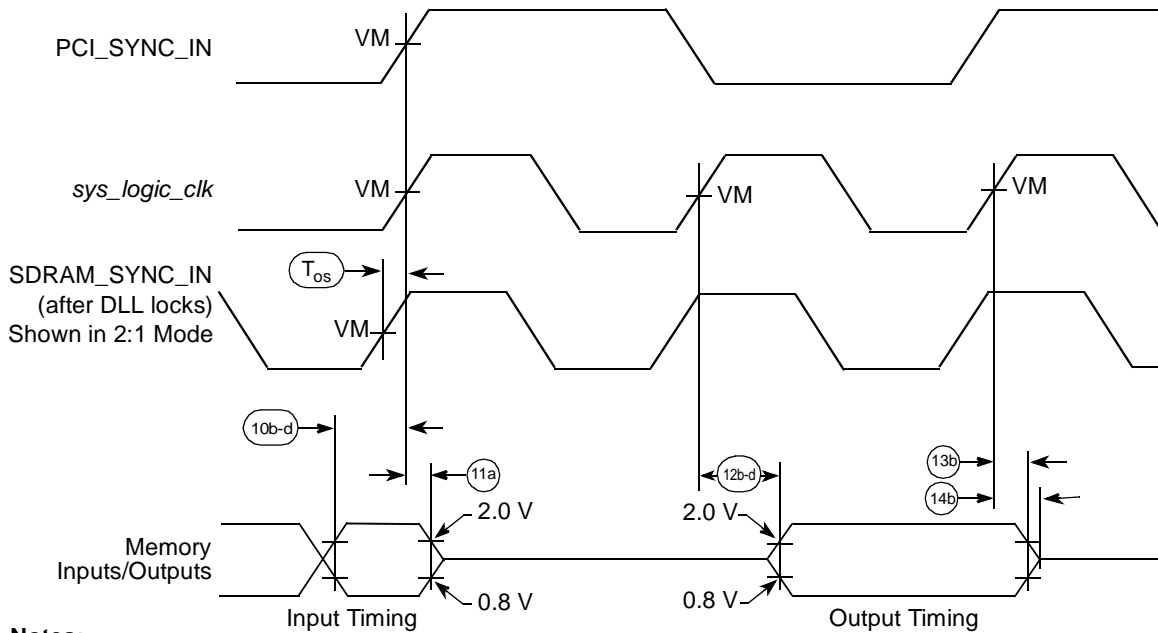 PCI_SYNC_IN
VM
sys_logic_clk
VM
VM
VM
SDRAM_SYNC_IN
(after DLL locks)
Shown in 2:1 Mode
Tos
VM
10b-d
11a
12b-d
13b
14b
2.0 V
2.0 V
Memory
Inputs/Outputs
0.8 V
0.8 V
Input Timing
Output Timing
Notes: